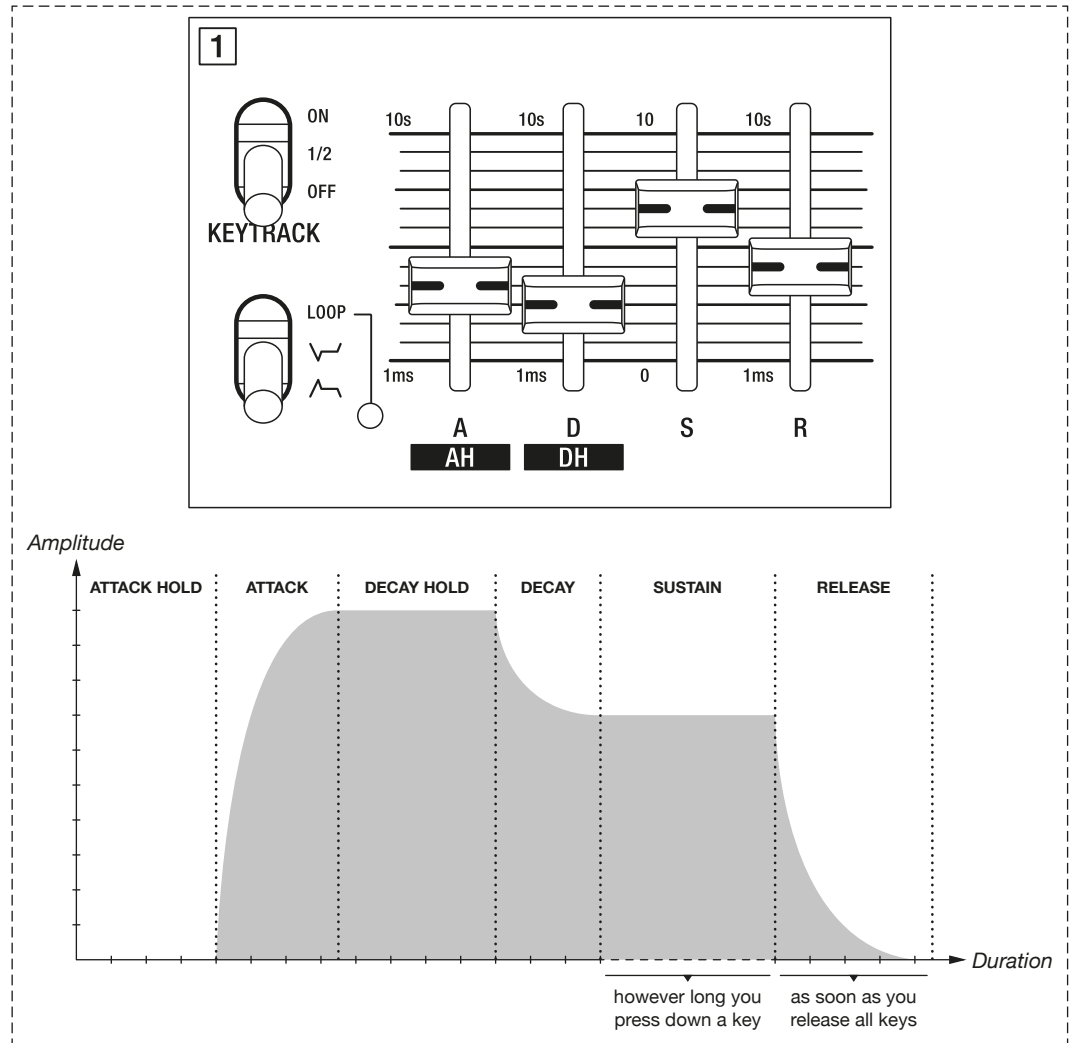 1
ON
1/2
OFF
KEYTRACK
LOOP
10s 10s 10 10s
1ms 1ms 0 1ms
A D S R
AH DH
Amplitude
ATTACK HOLD ATTACK DECAY HOLD DECAY SUSTAIN RELEASE
Duration
however long you
press down a key
as soon as you
release all keys